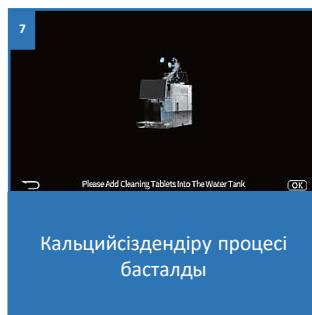 7
Please Add Cleaning Tablets Into The Water Tank
OK
Кальцийсіздендіру процесі
басталды